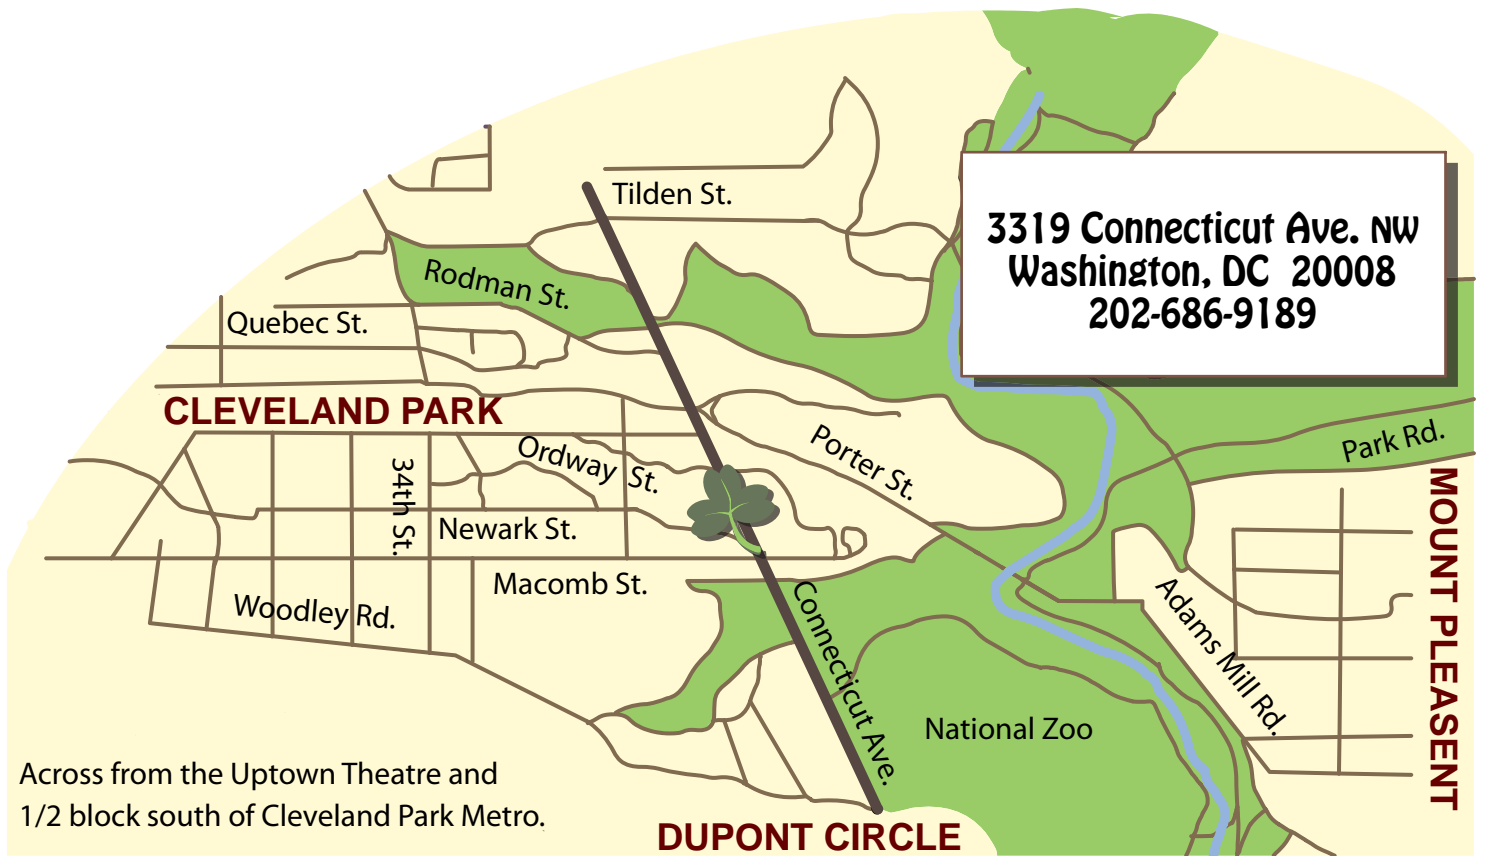 Tilden St.
3319 Connecticut Ave. NW
Washington, DC 20008
202-686-9189
Rodman St.
Quebec St.
CLEVELAND PARK
Ordway St.
Porter St.
Park Rd.
34th St.
Newark St.
Macomb St.
Woodley Rd.
Connecticut Ave.
Adams Mill Rd.
MOUNT PLEASENT
National Zoo
Across from the Uptown Theatre and
1/2 block south of Cleveland Park Metro.
DUPONT CIRCLE